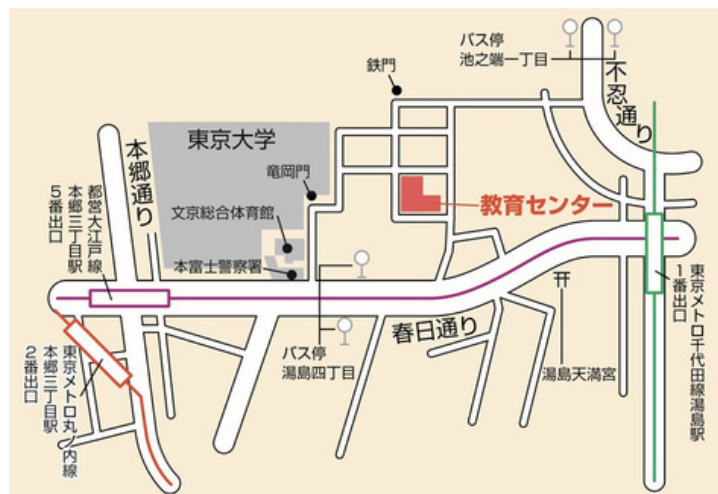 バス停
池之端一丁目
不忍通り
鉄門
東京大学
本郷通り
竜岡門
都営大江戸線
本郷三丁目駅
5番出口
文京総合体育館
教育センター
本富士警察署
東京メトロ千代田線湯島駅
1番出口
春日通り
バス停
湯島四丁目
湯島天満宮
東京メトロ丸ノ内線
本郷三丁目駅
2番出口